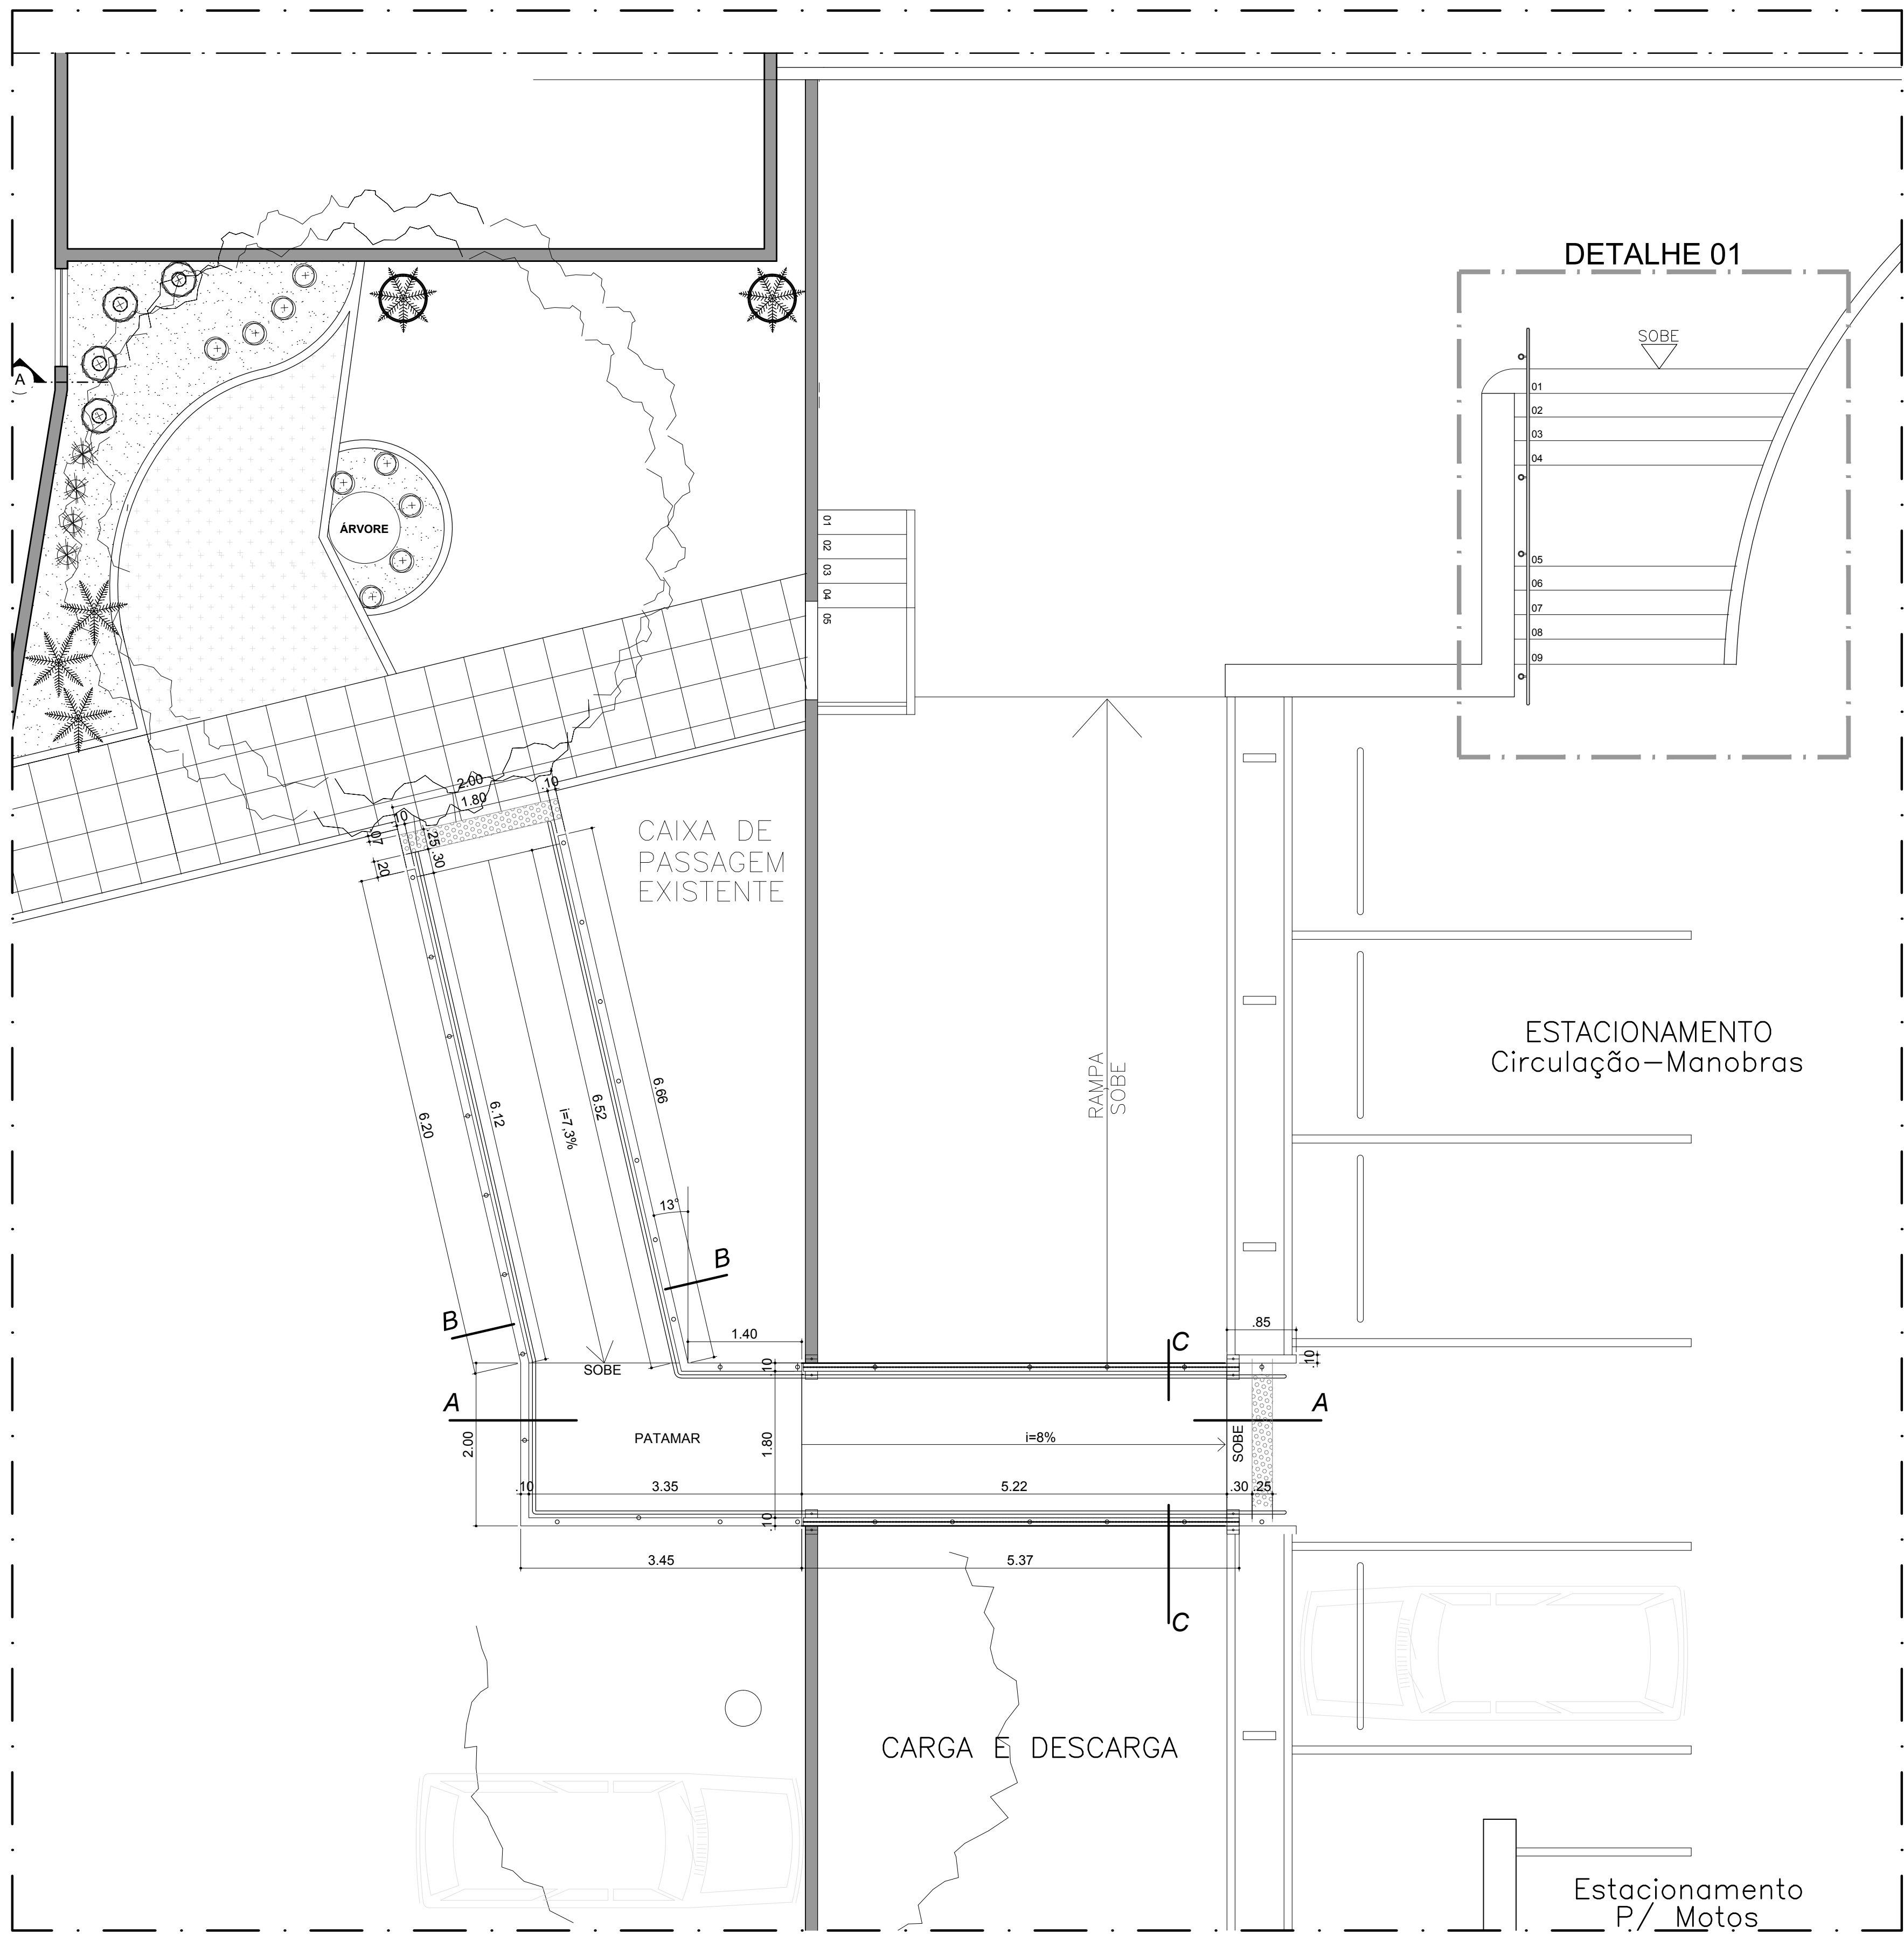 DETALHE 01
SOBE
A
01
02
03
04
05
06
07
08
09
ÁRVORE
01
02
03
04
05
2.00
1.80
.10
.10
.07
.25
.30
.20
CAIXA DE
PASSAGEM
EXISTENTE
ESTACIONAMENTO
Circulação-Manobras
RAMPA
SOBE
6.20
6.12
i=7,3%
6.52
6.66
13°
B
B
1.40
.85
C
.10
.10
SOBE
A
A
2.00
PATAMAR
1.80
i=8%
SOBE
.10
3.35
5.22
.30
.25
.10
3.45
5.37
C
CARGA E DESCARGA
Estacionamento
P/ Motos